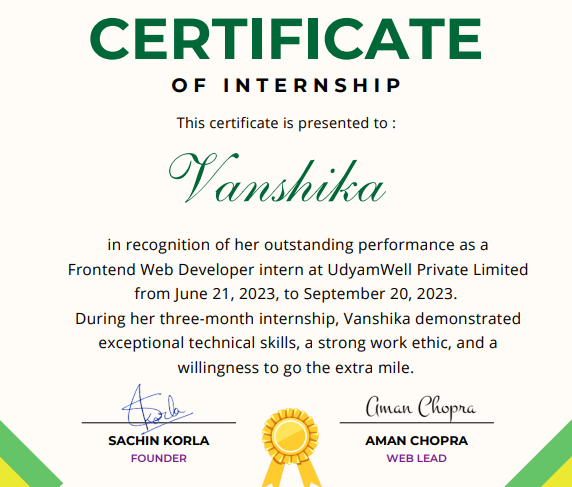 CERTIFICATE
OF INTERNSHIP
This certificate is presented to :
Vanshika
in recognition of her outstanding performance as a
Frontend Web Developer intern at UdyamWell Private Limited
from June 21, 2023, to September 20, 2023.
During her three-month internship, Vanshika demonstrated
exceptional technical skills, a strong work ethic, and a
willingness to go the extra mile.
Korla
Aman Chopra
SACHIN KORLA
AMAN CHOPRA
FOUNDER
WEB LEAD